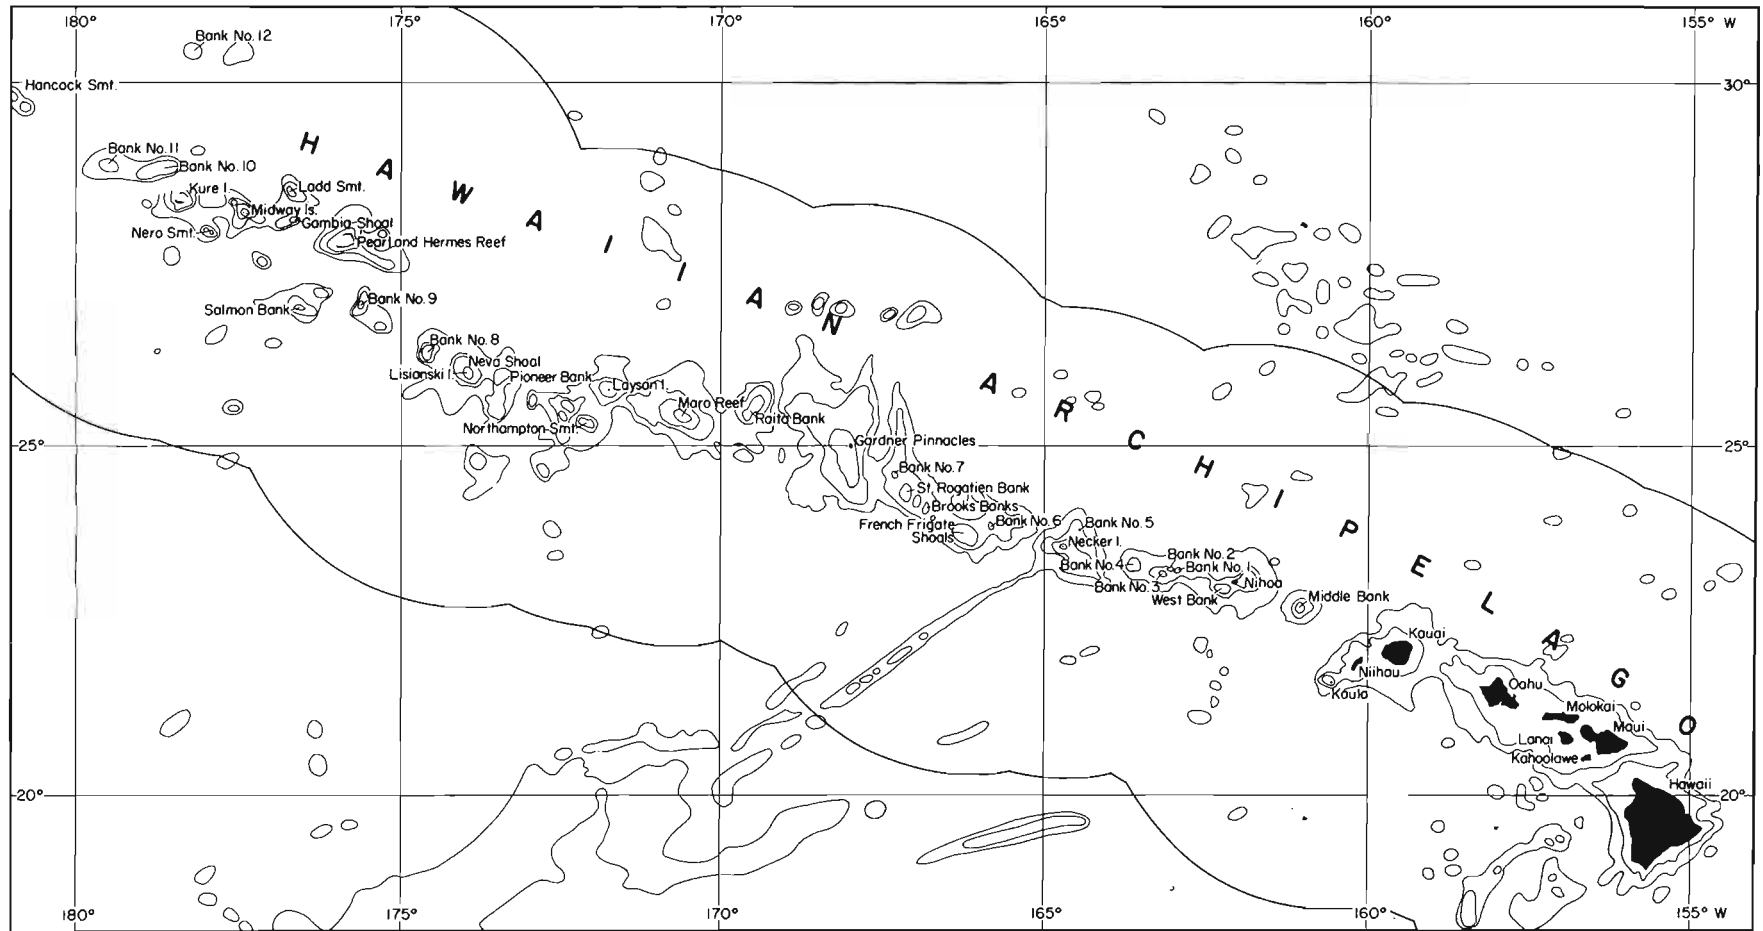 180° 175° 170° 165° 160° 155° W
Bank No. 12
Hancock Smt.
30°
HAWAIIAN ARCHIPELAGO
Bank No. 11
Bank No. 10
Kure I.
Ladd Smt.
Midway Is.
Gambia Shoal
Nero Smt.
Pearl and Hermes Reef
Salmon Bank
Bank No. 9
Bank No. 8
Neva Shoal
Lisianski I.
Pioneer Bank
Laysan I.
Maro Reef
Northampton Smt.
Raita Bank
25° 25°
Gardner Pinnacles
Bank No. 7
St. Rogatien Bank
Brooks Banks
French Frigate
Shoals
Bank No. 6
Bank No. 5
Necker I.
Bank No. 4
Bank No. 2
Bank No. 1
Bank No. 3
Nihoa
West Bank
Middle Bank
Kauai
Niihau
Kaula
Oahu
Molokai
Maui
Lanai
Kahoolawe
Hawaii
20° 20°
180° 175° 170° 165° 160° 155° W